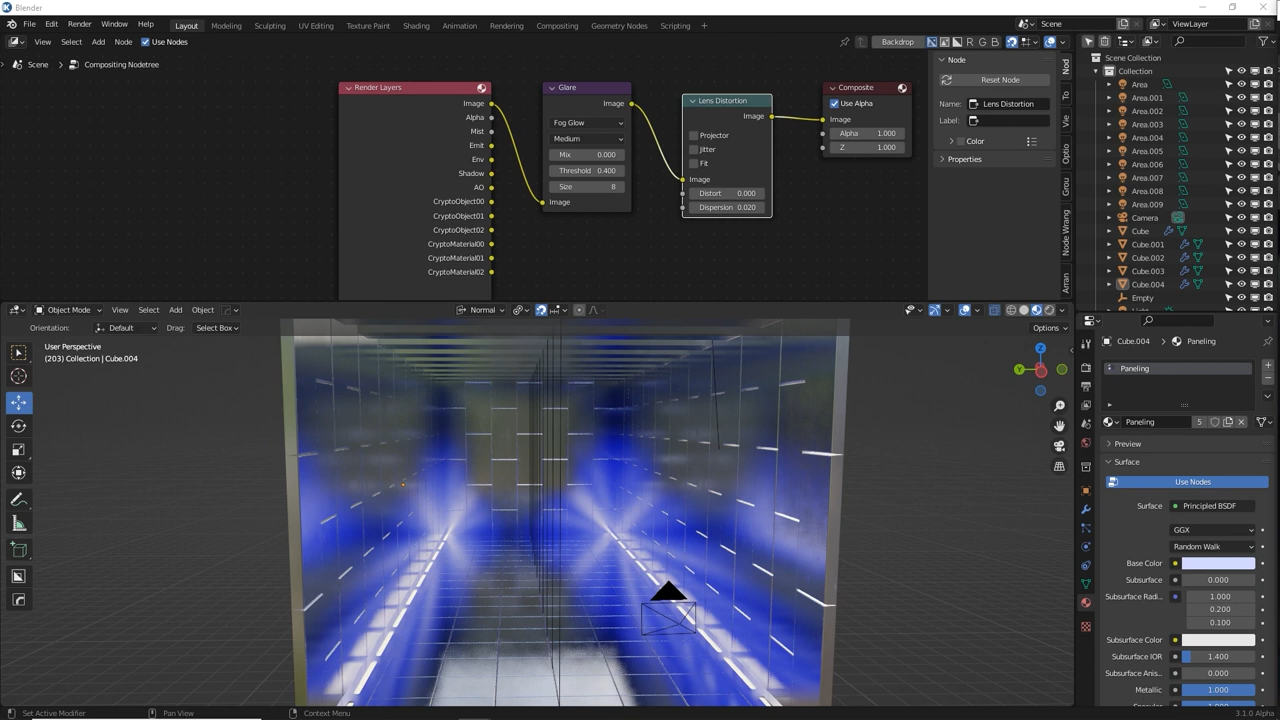 Blender
File Edit Render Window Help Layout Modeling Sculpting UV Editing Texture Paint Shading Animation Rendering Compositing Geometry Nodes Scripting + Scene ViewLayer
View Select Add Node Use Nodes Backdrop R G B
Scene > Compositing Nodetree
Scene Collection
Collection
Area
Area.001
Area.002
Area.003
Area.004
Area.005
Area.006
Area.007
Area.008
Area.009
Camera
Cube
Cube.001
Cube.002
Cube.003
Cube.004
Empty
Render Layers
Image
Alpha
Mist
Emit
Env
Shadow
AO
CryptoObject00
CryptoObject01
CryptoObject02
CryptoMaterial00
CryptoMaterial01
CryptoMaterial02
Glare
Image
Fog Glow
Medium
Mix 0.000
Threshold 0.400
Size 8
Image
Lens Distortion
Image
Projector
Jitter
Fit
Image
Distort 0.000
Dispersion 0.020
Composite
Use Alpha
Image
Alpha 1.000
Z 1.000
Node
Reset Node
Name: Lens Distortion
Label:
Color
Properties
Nod
To
Vie
Optio
Grou
Node Wrang
Arran
Object Mode View Select Add Object Normal
Orientation: Default Drag: Select Box Options
User Perspective
(203) Collection | Cube.004
Z
Y
Cube.004 > Paneling
Paneling
Paneling 5
Preview
Surface
Use Nodes
Surface Principled BSDF
GGX
Random Walk
Base Color
Subsurface 0.000
Subsurface Radi... 1.000
0.200
0.100
Subsurface Color
Subsurface IOR 1.400
Subsurface Anis... 0.000
Metallic 1.000
Set Active Modifier Pan View Context Menu 3.1.0 Alpha